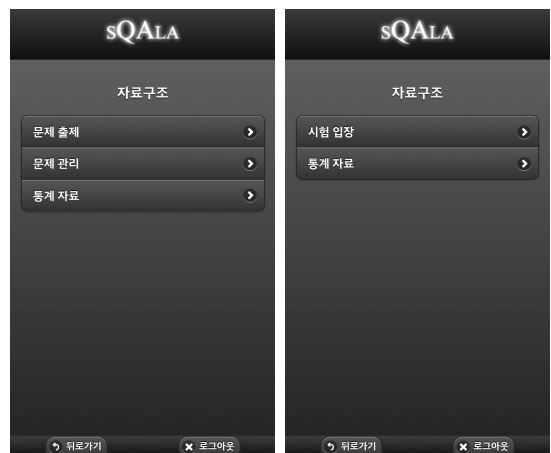 sQALA
자료구조
문제 출제
문제 관리
통계 자료
뒤로가기
로그아웃
sQALA
자료구조
시험 입장
통계 자료
뒤로가기
로그아웃